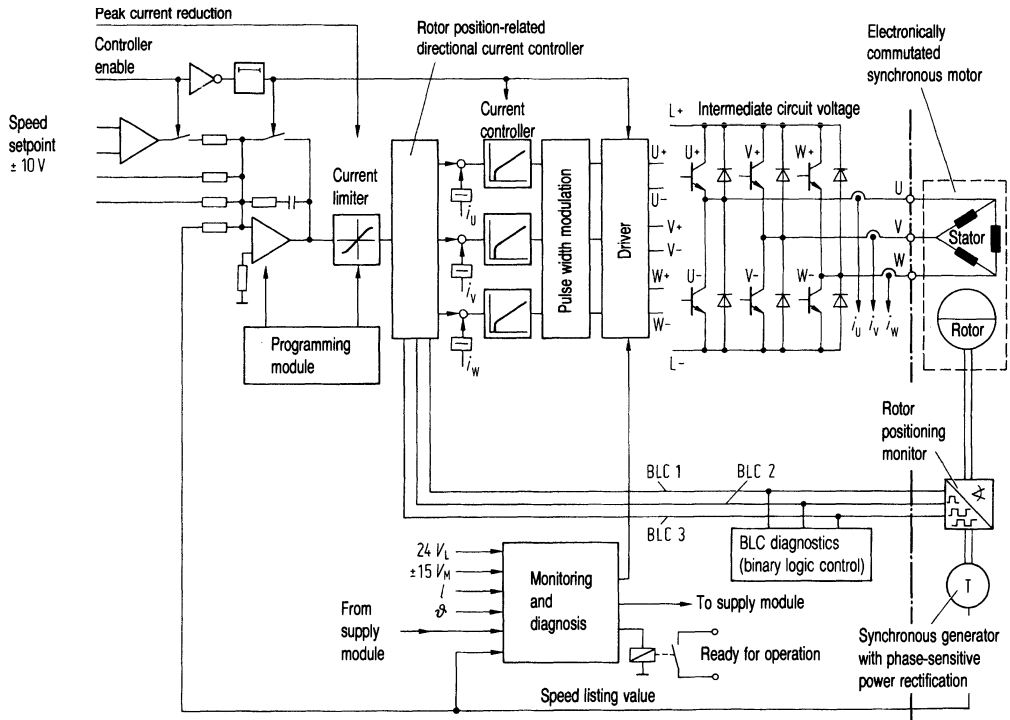 Peak current reduction
Controller
enable
Speed
setpoint
± 10 V
Rotor position-related
directional current controller
Current
controller
Current
limiter
Programming
module
i_U
i_V
i_W
Pulse width modulation
Driver
U+
U-
V+
V-
W+
W-
L+
Intermediate circuit voltage
U+
V+
W+
U-
V-
W-
L-
i_U
i_V
i_W
Electronically
commutated
synchronous motor
U
V
W
Stator
Rotor
Rotor
positioning
monitor
BLC 1
BLC 2
BLC 3
BLC diagnostics
(binary logic control)
24 V_L
±15 V_M
i
ϑ
From
supply
module
Monitoring
and
diagnosis
To supply module
Ready for operation
Speed listing value
T
Synchronous generator
with phase-sensitive
power rectification